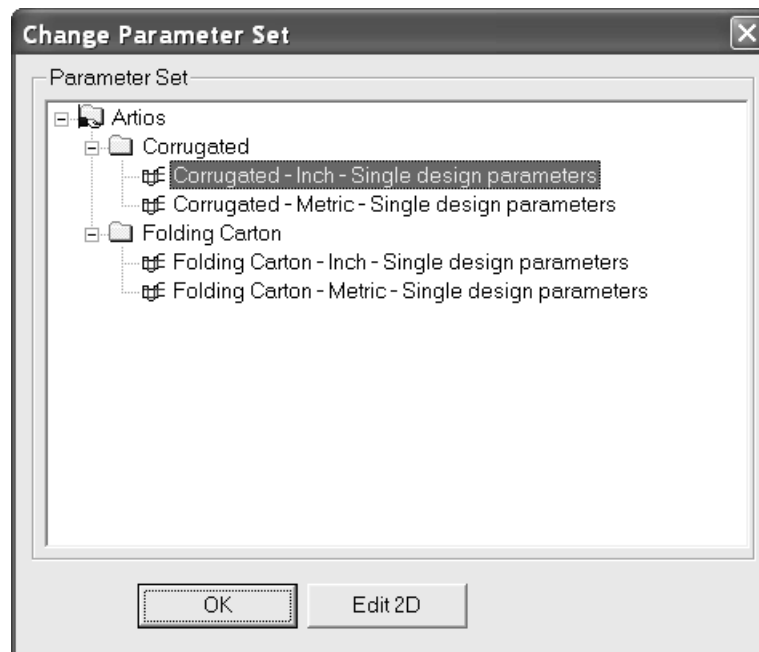 Change Parameter Set
Parameter Set
Artios
Corrugated
Corrugated - Inch - Single design parameters
Corrugated - Metric - Single design parameters
Folding Carton
Folding Carton - Inch - Single design parameters
Folding Carton - Metric - Single design parameters
OK Edit 2D